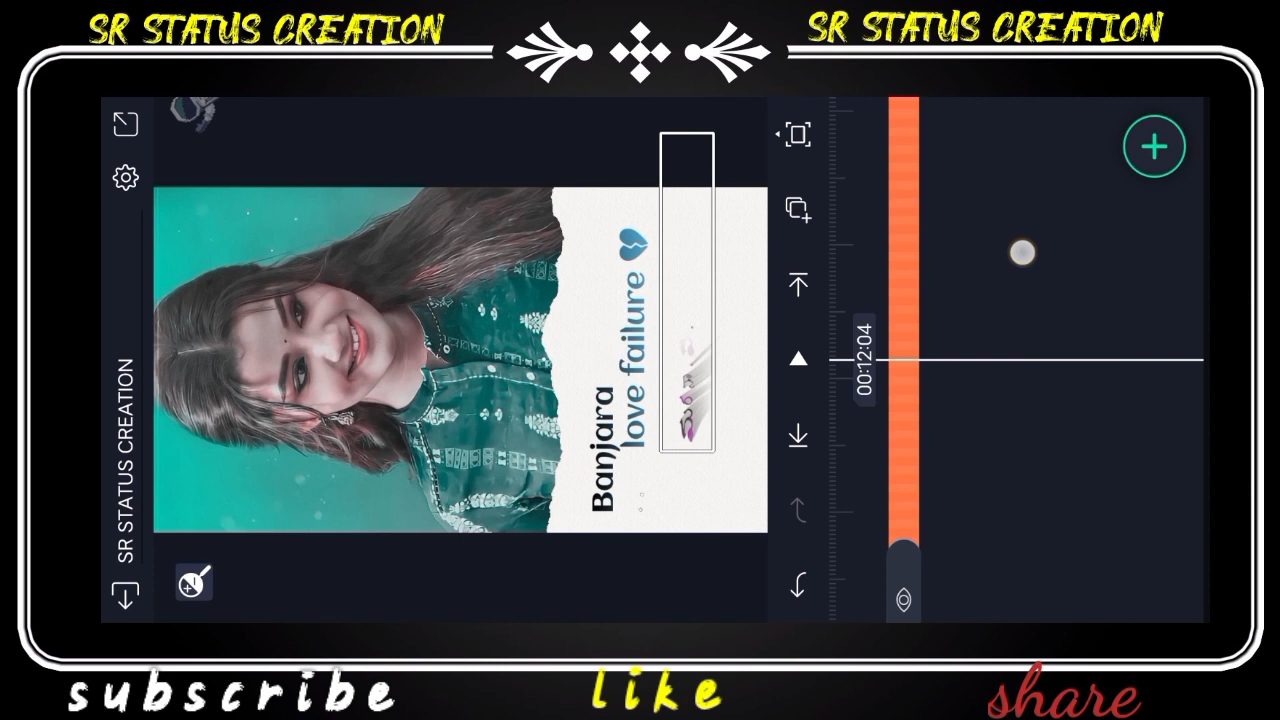 SR STATUS CREATION
SR STATUS CREATION
SR STATUS CREATION
Banjara
love failure 💔
00:12:04
subscribe
like
share